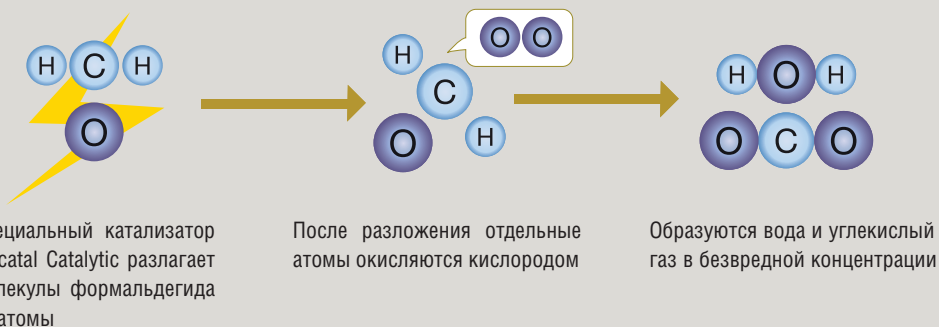 H C H
O
O O
H
C
O H
H O H
O C O
ециальный катализатор
catal Catalytic разлагает
лекулы формальдегида
атомы
После разложения отдельные
атомы окисляются кислородом
Образуются вода и углекислый
газ в безвредной концентрации